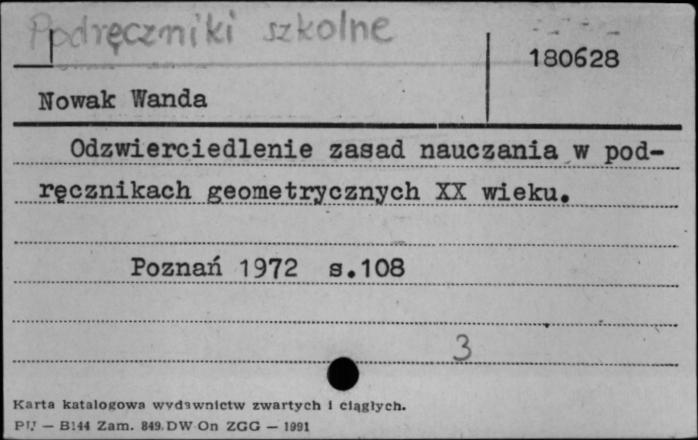 Podręczniki szkolne
180628
Nowak Wanda
Odzwierciedlenie zasad nauczania w pod-
ręcznikach geometrycznych XX wieku.
Poznań 1972 s.108
3
Karta katalogowa wydawnictw zwartych i ciągłych.
PU — B144 Zam. 849. DW On ZGG — 1991